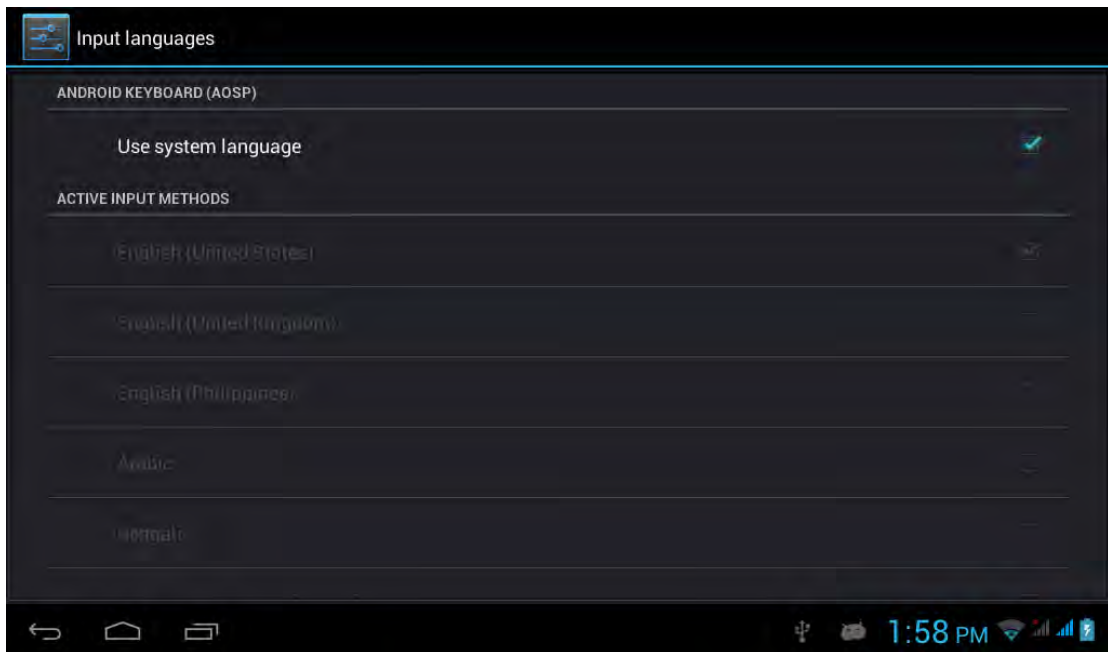 Input languages
ANDROID KEYBOARD (AOSP)
Use system language
ACTIVE INPUT METHODS
English (United States)
English (United Kingdom)
English (Philippines)
Arabic
1:58 PM